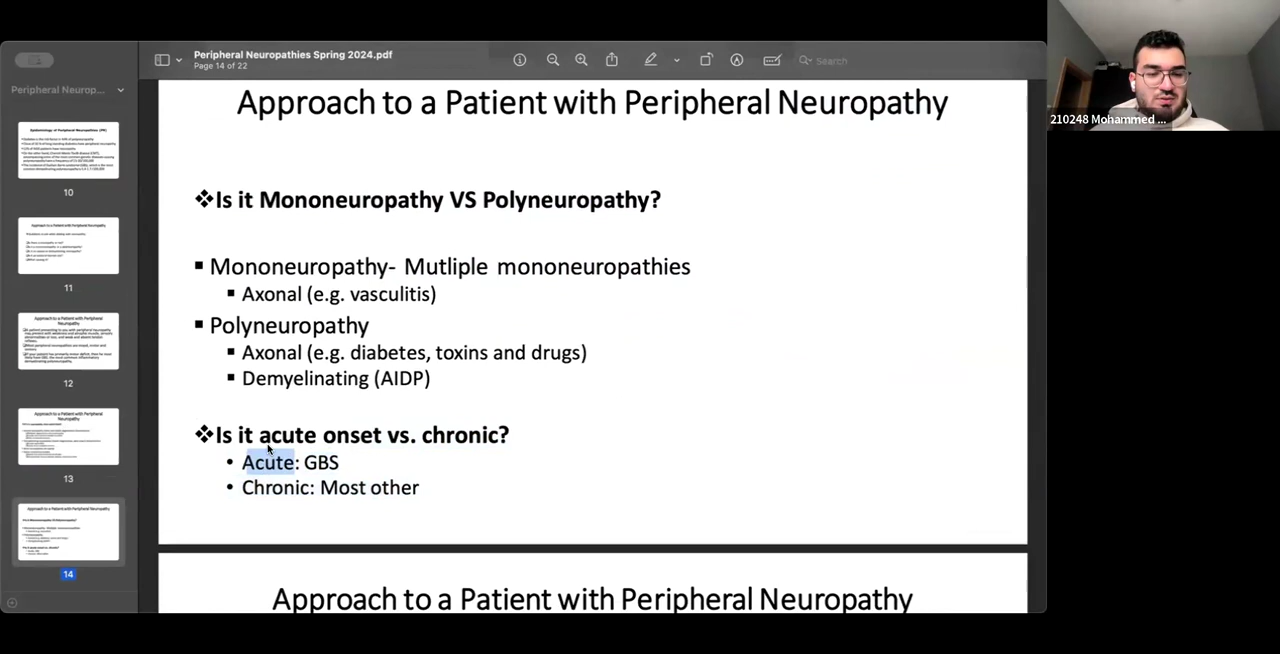 Peripheral Neuropathies Spring 2024.pdf
Page 14 of 22
Search
Peripheral Neurop...
10
11
12
13
14
Approach to a Patient with Peripheral Neuropathy
❖Is it Mononeuropathy VS Polyneuropathy?
▪ Mononeuropathy- Mutliple mononeuropathies
▪ Axonal (e.g. vasculitis)
▪ Polyneuropathy
▪ Axonal (e.g. diabetes, toxins and drugs)
▪ Demyelinating (AIDP)
❖Is it acute onset vs. chronic?
• Acute: GBS
• Chronic: Most other
Approach to a Patient with Peripheral Neuropathy
210248 Mohammed ...